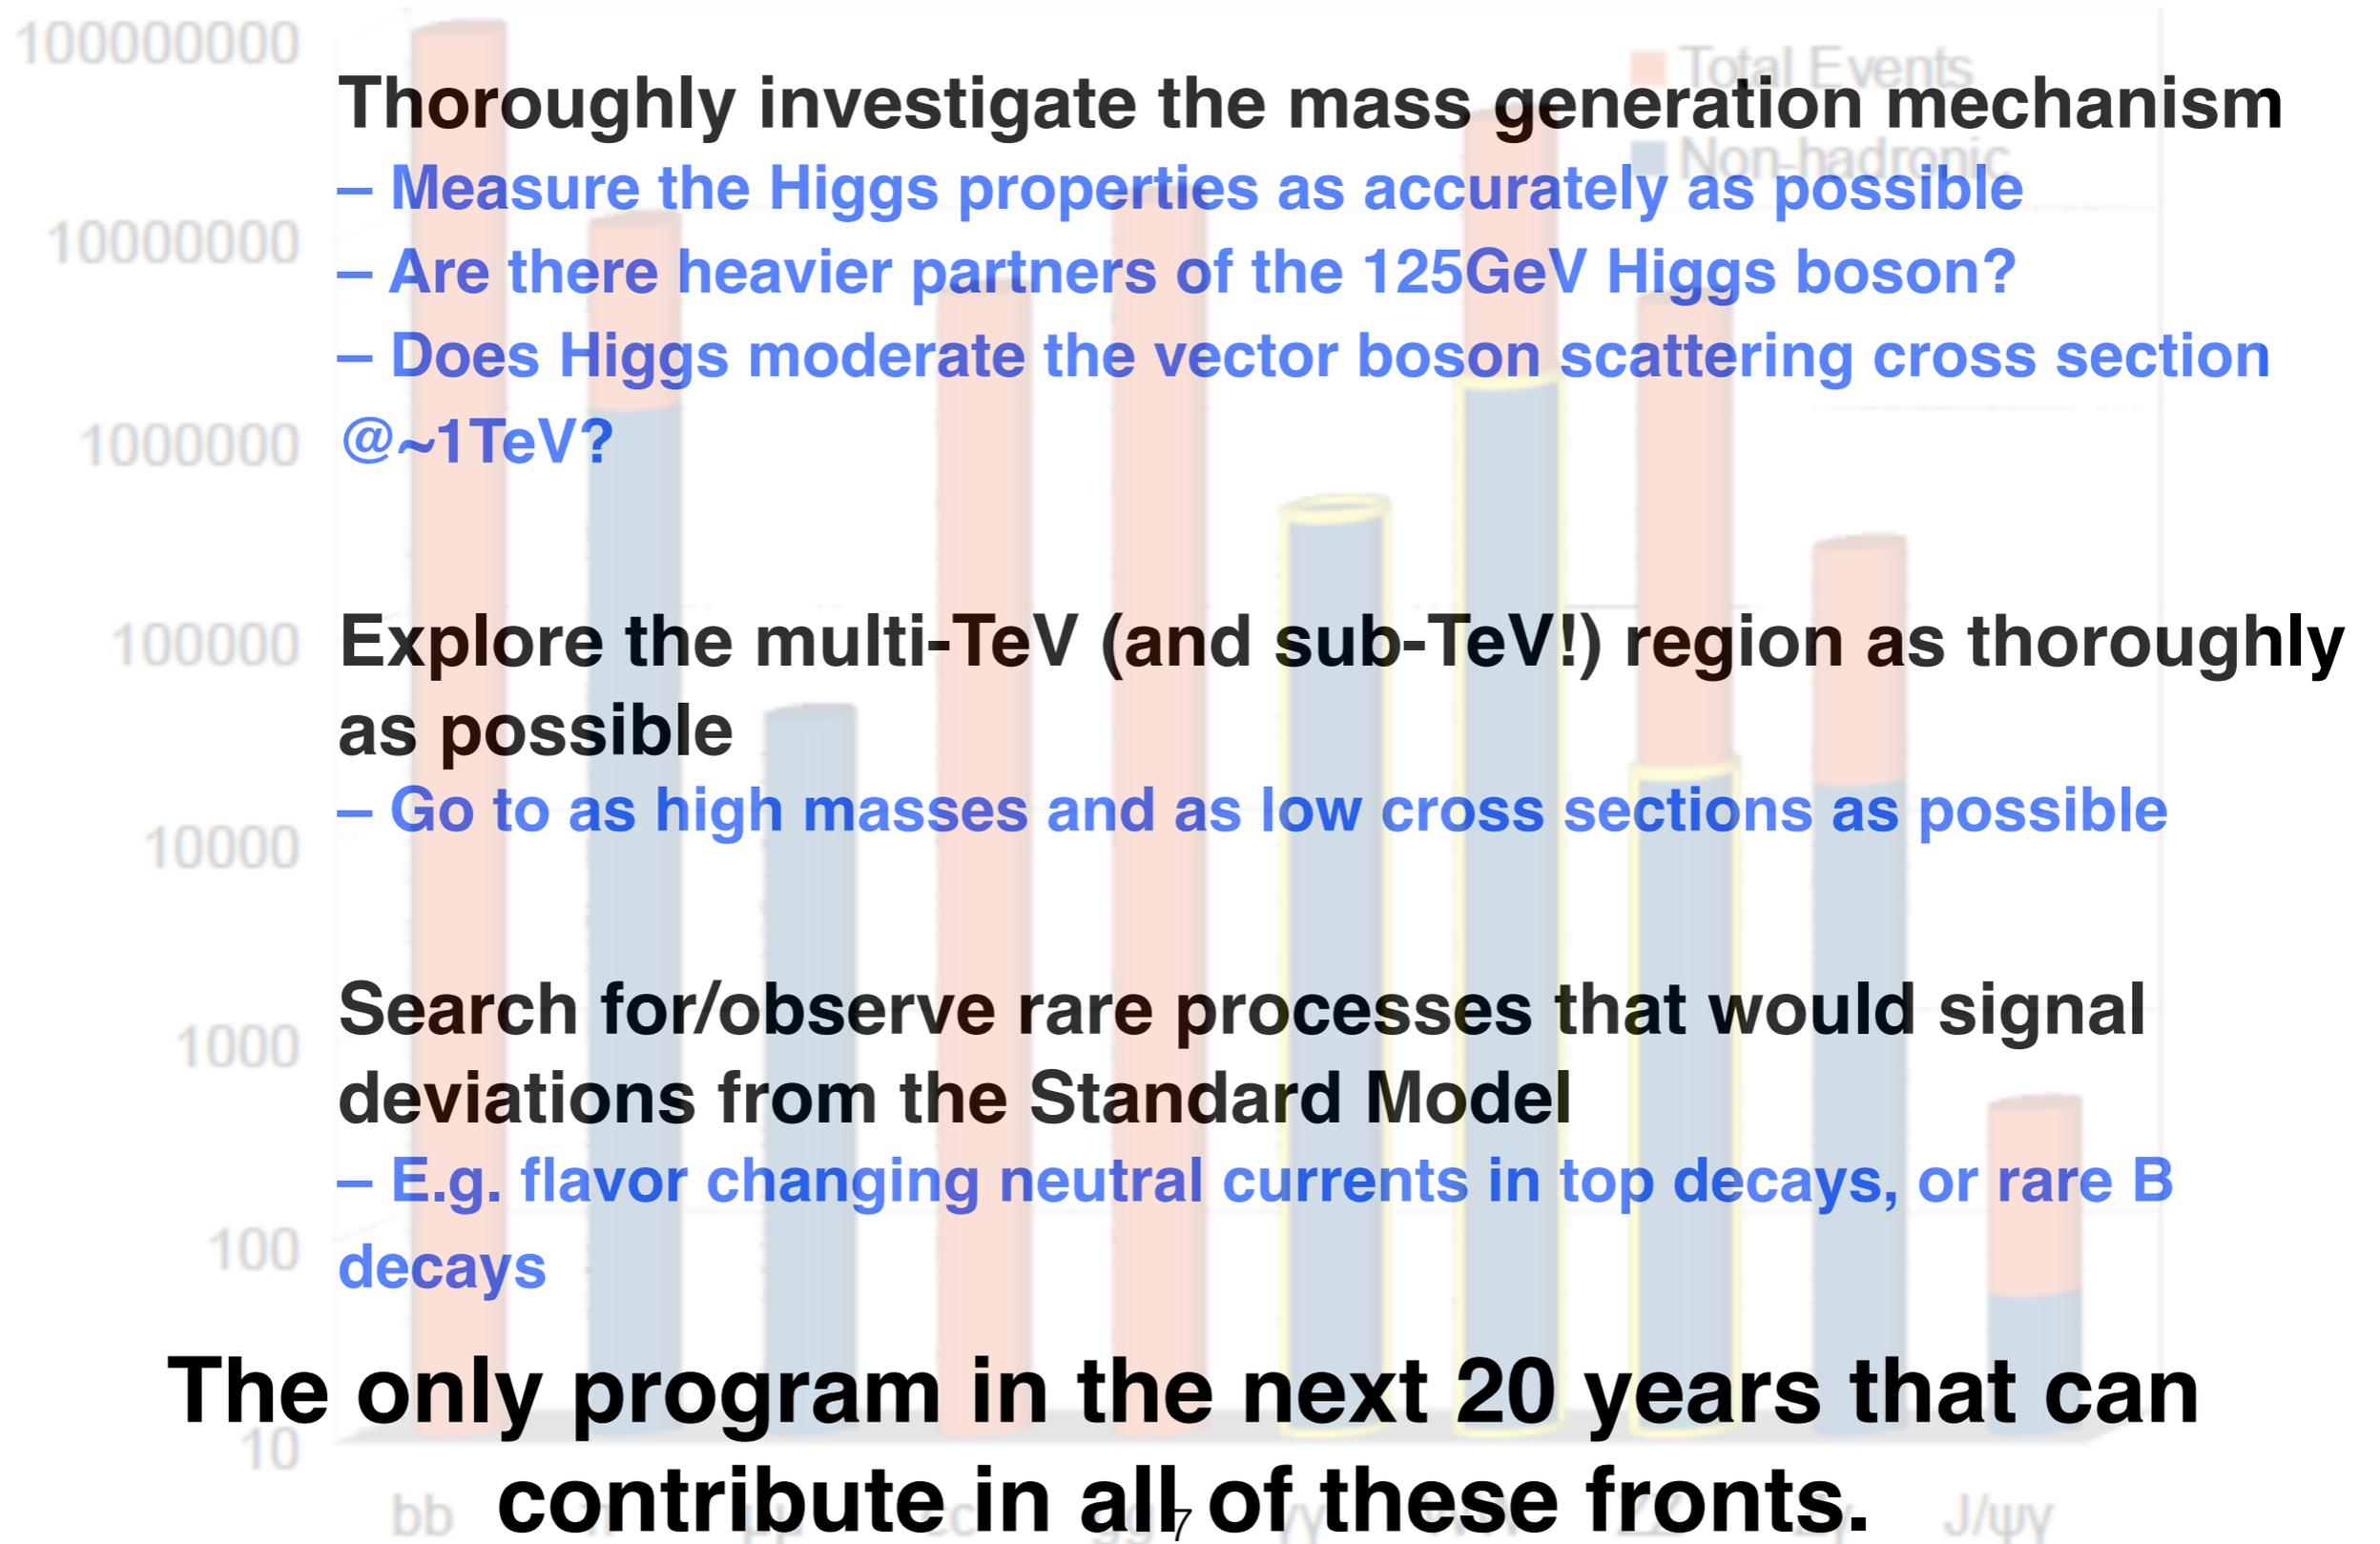 100000000
Total Events
Thoroughly investigate the mass generation mechanism
Non-hadronic
– Measure the Higgs properties as accurately as possible
10000000
– Are there heavier partners of the 125GeV Higgs boson?
– Does Higgs moderate the vector boson scattering cross section
@~1TeV?
1000000
Explore the multi-TeV (and sub-TeV!) region as thoroughly
100000
as possible
– Go to as high masses and as low cross sections as possible
10000
Search for/observe rare processes that would signal
1000
deviations from the Standard Model
– E.g. flavor changing neutral currents in top decays, or rare B
100
decays
The only program in the next 20 years that can
10
contribute in all of these fronts.
bb μμ cc gg γγ ZZ J/ψγ
7